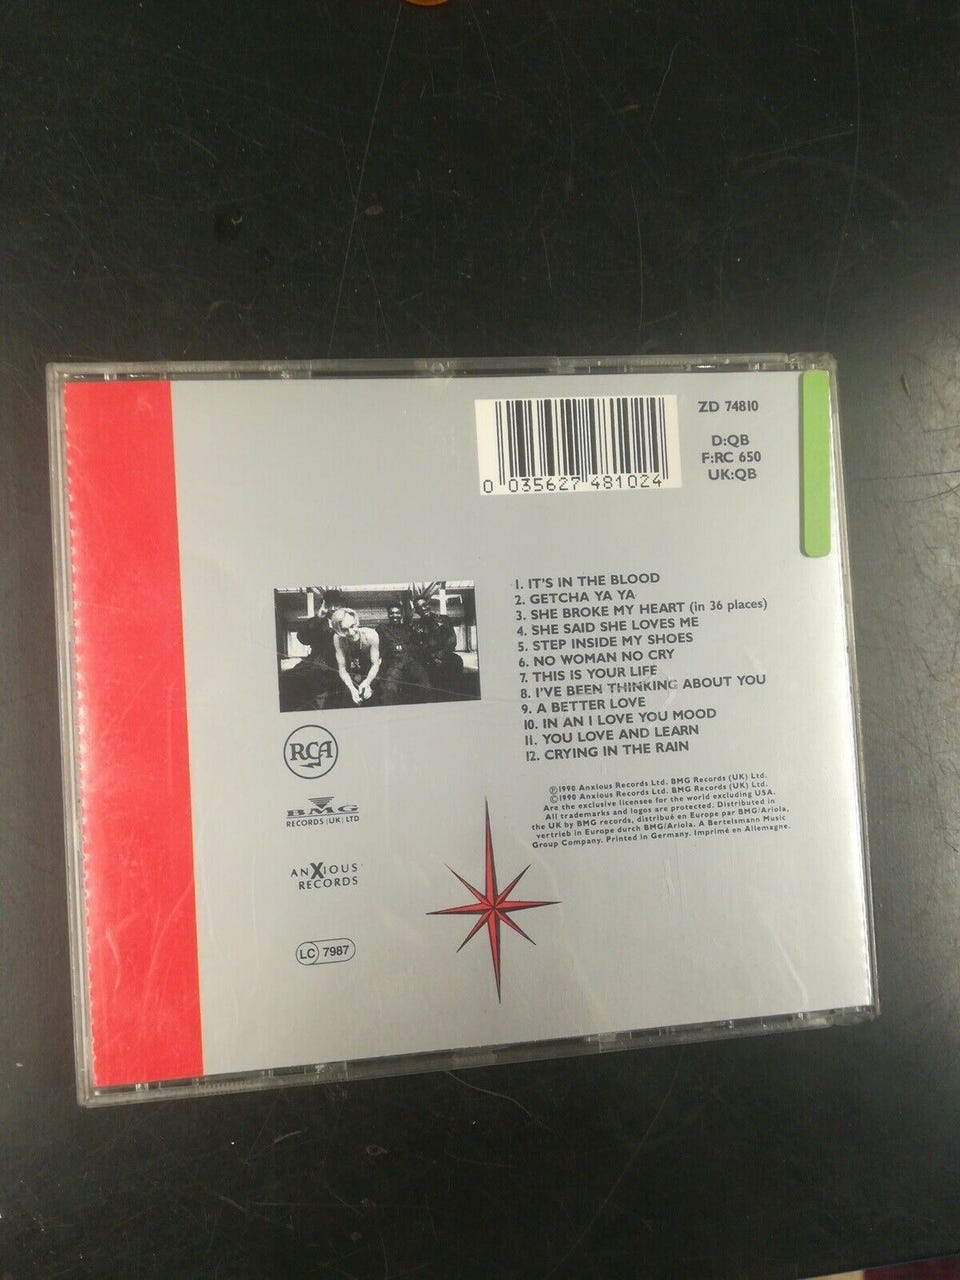 ZD 74810
D:QB
F:RC 650
UK:QB
0 035627 481024
1. IT'S IN THE BLOOD
2. GETCHA YA YA
3. SHE BROKE MY HEART (in 36 places)
4. SHE SAID SHE LOVES ME
5. STEP INSIDE MY SHOES
6. NO WOMAN NO CRY
7. THIS IS YOUR LIFE
8. I'VE BEEN THINKING ABOUT YOU
9. A BETTER LOVE
10. IN AN I LOVE YOU MOOD
11. YOU LOVE AND LEARN
12. CRYING IN THE RAIN
RCA
BMG
RECORDS (UK) LTD
ANXIOUS
RECORDS
LC 7987
℗1990 Anxious Records Ltd. BMG Records (UK) Ltd.
©1990 Anxious Records Ltd. BMG Records (UK) Ltd.
Are the exclusive licensee for the world excluding USA.
All trademarks and logos are protected. Distributed in
the UK by BMG records, distribué en Europe par BMG/Ariola,
vertrieb in Europe durch BMG/Ariola. A Bertelsmann Music
Group Company. Printed in Germany. Imprimé en Allemagne.